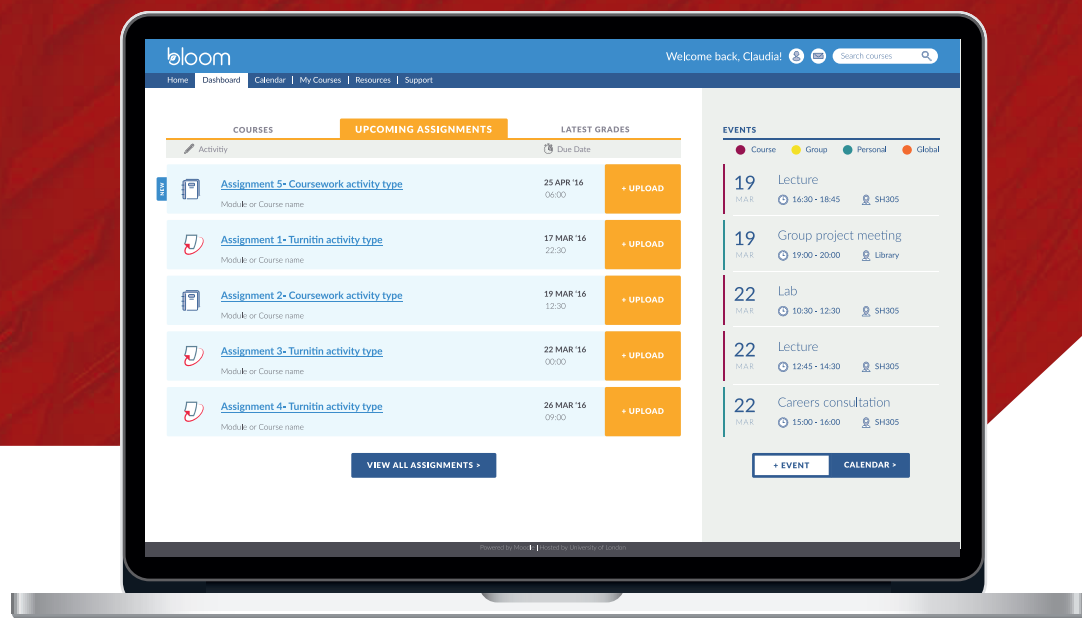 bloom
Welcome back, Claudia!
Search courses
Home Dashboard Calendar | My Courses | Resources | Support
COURSES UPCOMING ASSIGNMENTS LATEST GRADES
Activitiy Due Date
NEW
Assignment 5- Coursework activity type
Module or Course name
25 APR '16
06:00
+ UPLOAD
Assignment 1- Turnitin activity type
Module or Course name
17 MAR '16
22:30
+ UPLOAD
Assignment 2- Coursework activity type
Module or Course name
19 MAR '16
12:30
+ UPLOAD
Assignment 3- Turnitin activity type
Module or Course name
22 MAR '16
00:00
+ UPLOAD
Assignment 4- Turnitin activity type
Module or Course name
26 MAR '16
09:00
+ UPLOAD
VIEW ALL ASSIGNMENTS >
EVENTS
Course Group Personal Global
19 MAR
Lecture
16:30 - 18:45 SH305
19 MAR
Group project meeting
19:00 - 20:00 Library
22 MAR
Lab
10:30 - 12:30 SH305
22 MAR
Lecture
12:45 - 14:30 SH305
22 MAR
Careers consultation
15:00 - 16:00 SH305
+ EVENT CALENDAR >
Powered by Moodle | Hosted by University of London